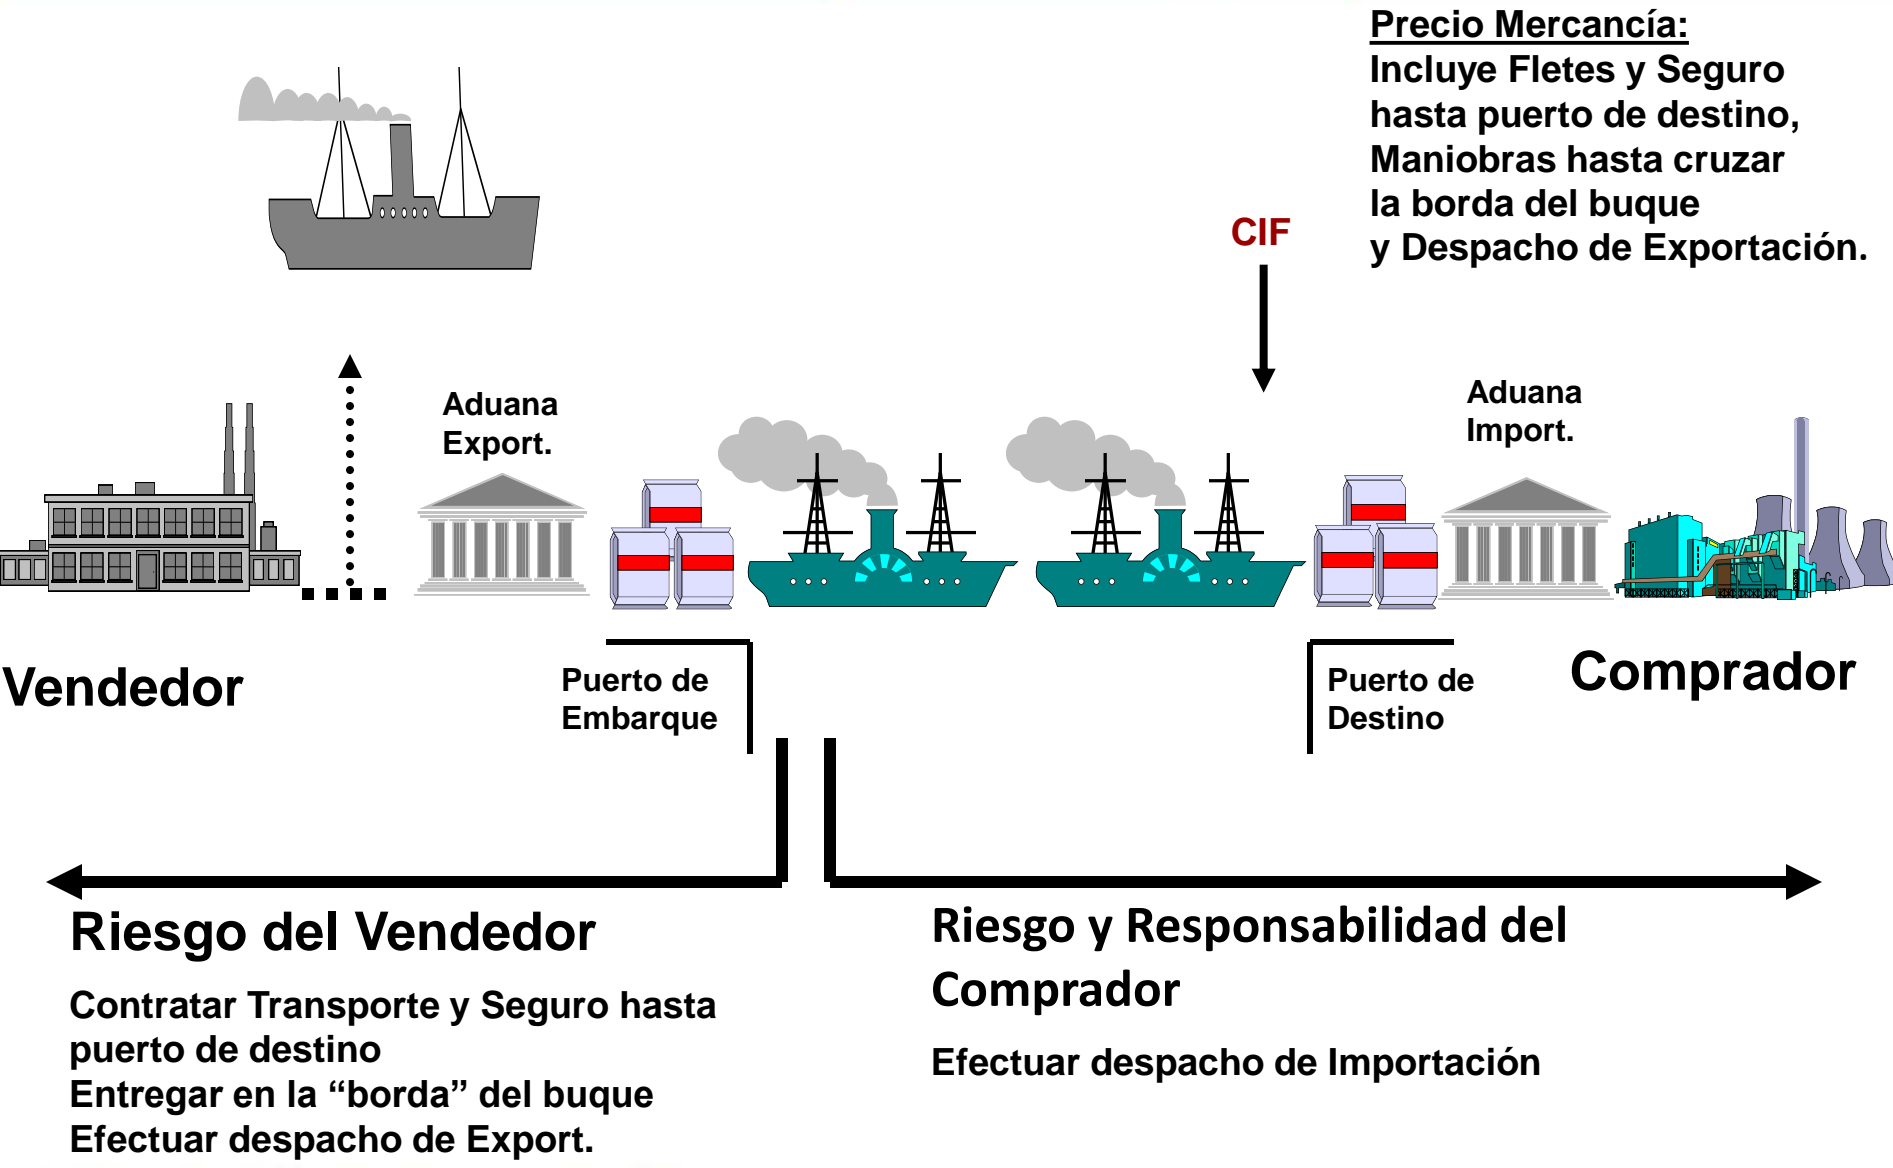 Precio Mercancía:
Incluye Fletes y Seguro
hasta puerto de destino,
Maniobras hasta cruzar
la borda del buque
y Despacho de Exportación.
CIF
Aduana
Export.
Aduana
Import.
Vendedor
Puerto de
Embarque
Puerto de
Destino
Comprador
Riesgo del Vendedor
Contratar Transporte y Seguro hasta
puerto de destino
Entregar en la “borda” del buque
Efectuar despacho de Export.
Riesgo y Responsabilidad del
Comprador
Efectuar despacho de Importación